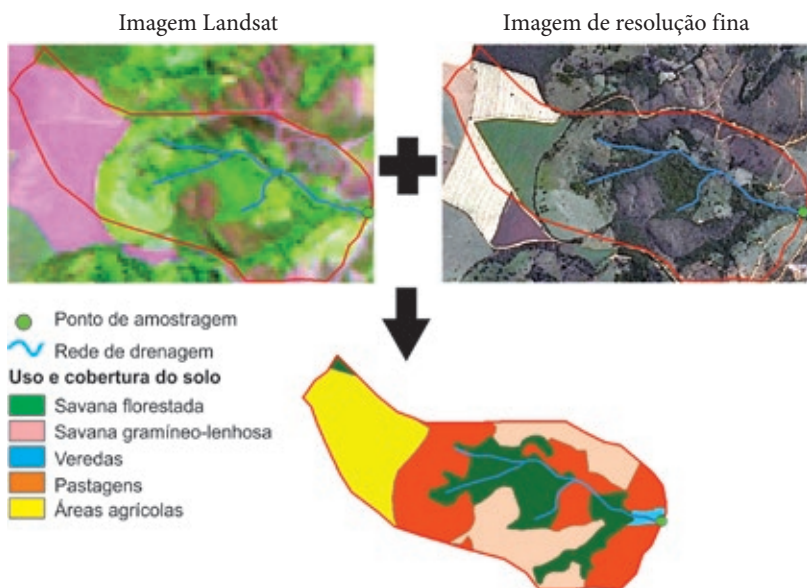 Imagem Landsat
Imagem de resolução fina
Ponto de amostragem
Rede de drenagem
Uso e cobertura do solo
Savana florestada
Savana gramíneo-lenhosa
Veredas
Pastagens
Áreas agrícolas